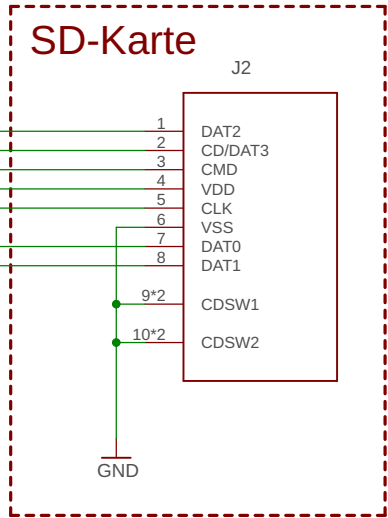 SD-Karte
J2
1 DAT2
2 CD/DAT3
3 CMD
4 VDD
5 CLK
6 VSS
7 DAT0
8 DAT1
9*2 CDSW1
10*2 CDSW2
GND